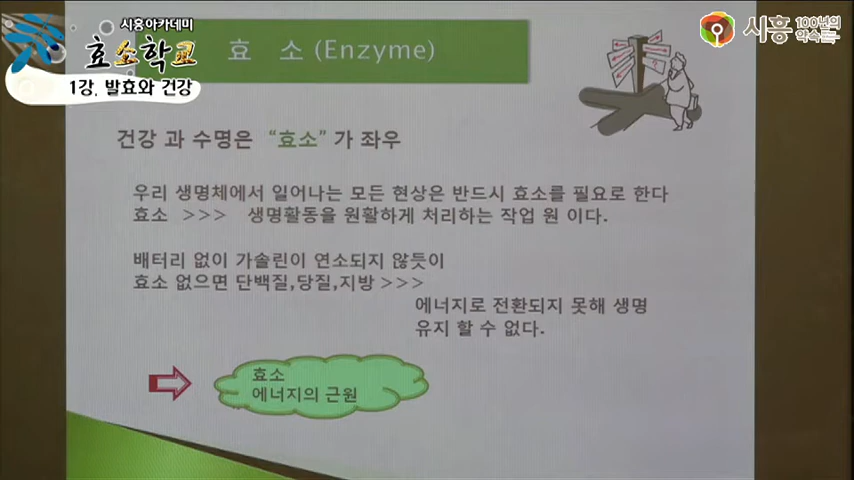 시흥아카데미
효소학교
1강. 발효와 건강
시흥 100년의 약속
효 소 (Enzyme)
건강 과 수명은 “효소” 가 좌우
우리 생명체에서 일어나는 모든 현상은 반드시 효소를 필요로 한다
효소 >>> 생명활동을 원활하게 처리하는 작업 원 이다.
배터리 없이 가솔린이 연소되지 않듯이
효소 없으면 단백질,당질,지방 >>>
에너지로 전환되지 못해 생명
유지 할 수 없다.
효소
에너지의 근원